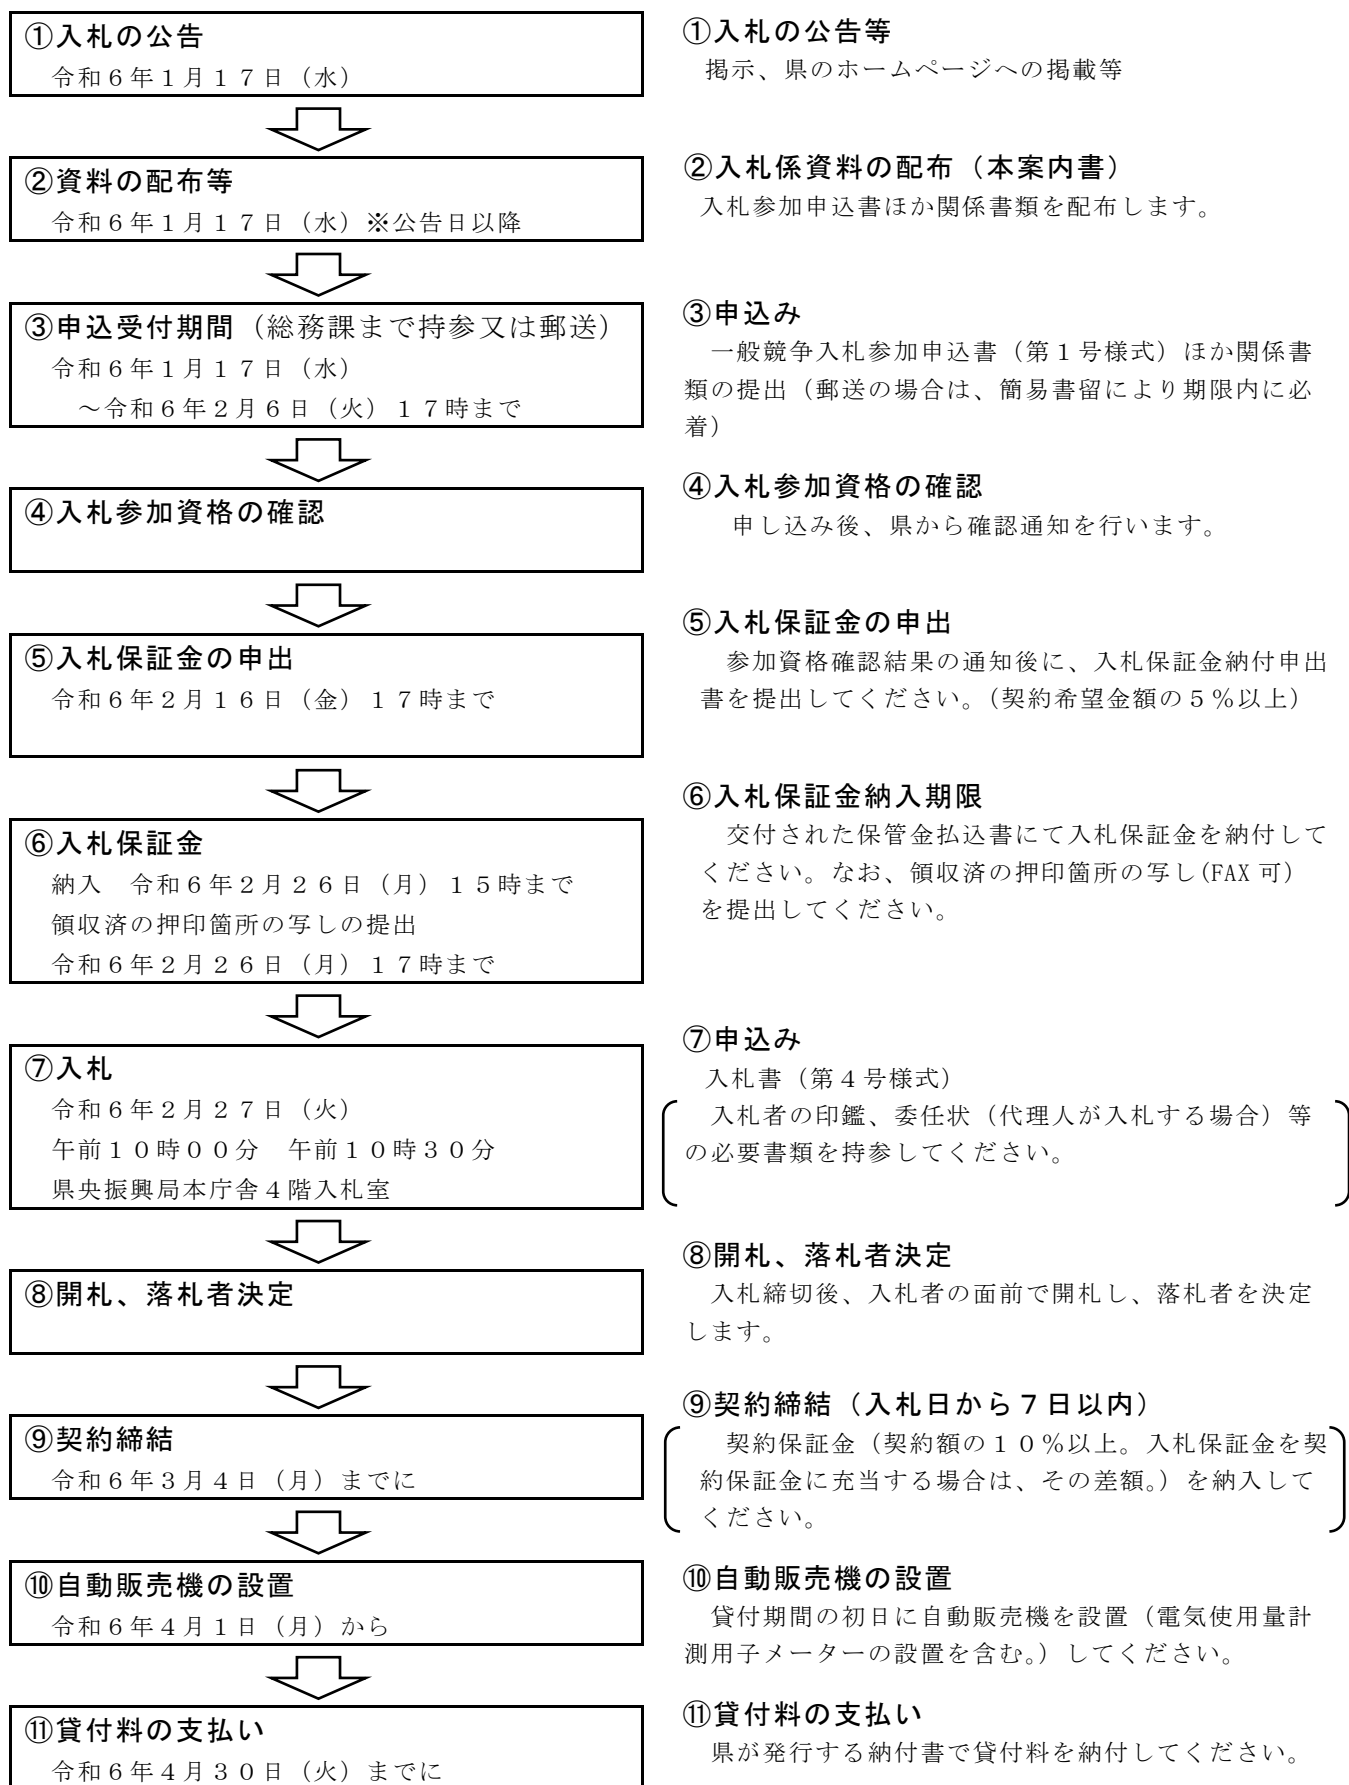 ①入札の公告
令和６年１月１７日（水）
①入札の公告等
掲示、県のホームページへの掲載等
②資料の配布等
令和６年１月１７日（水）※公告日以降
②入札係資料の配布（本案内書）
入札参加申込書ほか関係書類を配布します。
③申込受付期間（総務課まで持参又は郵送）
令和６年１月１７日（水）
～令和６年２月６日（火）１７時まで
③申込み
一般競争入札参加申込書（第１号様式）ほか関係書
類の提出（郵送の場合は、簡易書留により期限内に必
着）
④入札参加資格の確認
④入札参加資格の確認
申し込み後、県から確認通知を行います。
⑤入札保証金の申出
令和６年２月１６日（金）１７時まで
⑤入札保証金の申出
参加資格確認結果の通知後に、入札保証金納付申出
書を提出してください。（契約希望金額の５％以上）
⑥入札保証金
納入　令和６年２月２６日（月）１５時まで
領収済の押印箇所の写しの提出
令和６年２月２６日（月）１７時まで
⑥入札保証金納入期限
交付された保管金払込書にて入札保証金を納付して
ください。なお、領収済の押印箇所の写し(FAX 可)
を提出してください。
⑦入札
令和６年２月２７日（火）
午前１０時００分　午前１０時３０分
県央振興局本庁舎４階入札室
⑦申込み
入札書（第４号様式）
入札者の印鑑、委任状（代理人が入札する場合）等
の必要書類を持参してください。
⑧開札、落札者決定
⑧開札、落札者決定
入札締切後、入札者の面前で開札し、落札者を決定
します。
⑨契約締結
令和６年３月４日（月）までに
⑨契約締結（入札日から７日以内）
契約保証金（契約額の１０％以上。入札保証金を契
約保証金に充当する場合は、その差額。）を納入して
ください。
⑩自動販売機の設置
令和６年４月１日（月）から
⑩自動販売機の設置
貸付期間の初日に自動販売機を設置（電気使用量計
測用子メーターの設置を含む。）してください。
⑪貸付料の支払い
令和６年４月３０日（火）までに
⑪貸付料の支払い
県が発行する納付書で貸付料を納付してください。